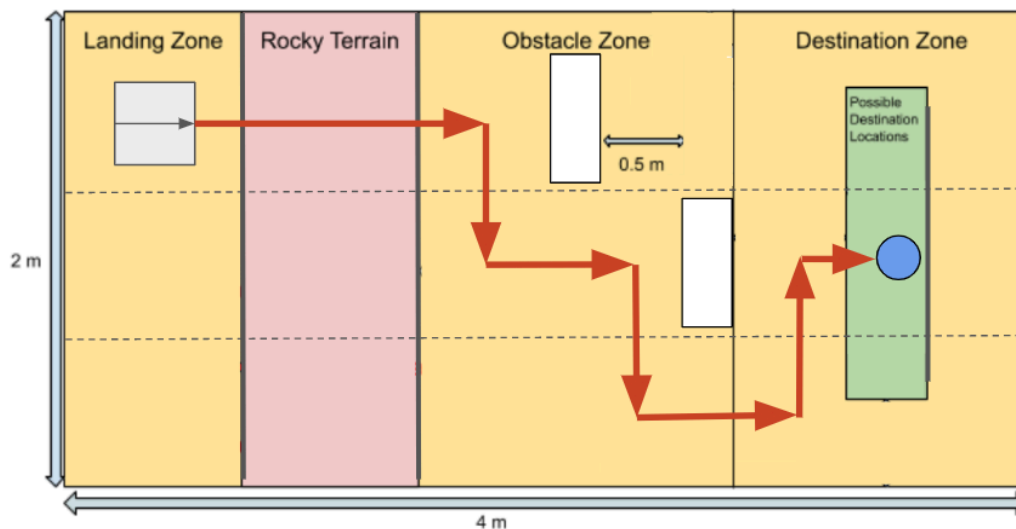 Landing Zone
Rocky Terrain
Obstacle Zone
Destination Zone
Possible
Destination
Locations
0.5 m
2 m
4 m